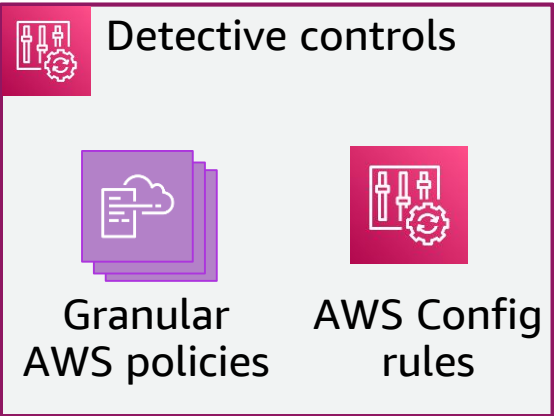 Detective controls
Granular
AWS policies
AWS Config
rules